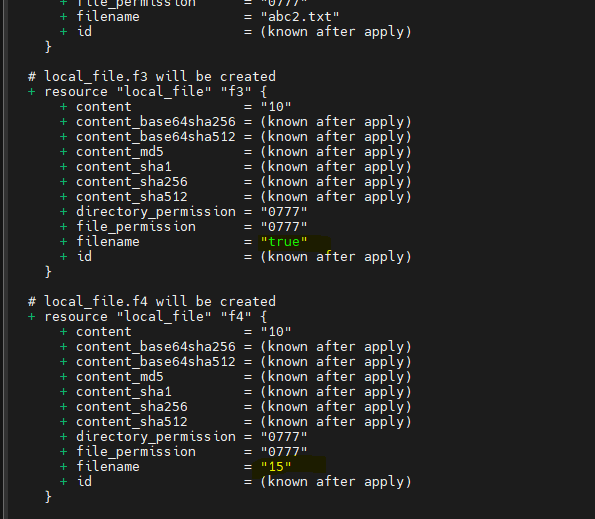 + file_permission = "0777"
+ filename = "abc2.txt"
+ id = (known after apply)
}
# local_file.f3 will be created
+ resource "local_file" "f3" {
+ content = "10"
+ content_base64sha256 = (known after apply)
+ content_base64sha512 = (known after apply)
+ content_md5 = (known after apply)
+ content_sha1 = (known after apply)
+ content_sha256 = (known after apply)
+ content_sha512 = (known after apply)
+ directory_permission = "0777"
+ file_permission = "0777"
+ filename = "true"
+ id = (known after apply)
}
# local_file.f4 will be created
+ resource "local_file" "f4" {
+ content = "10"
+ content_base64sha256 = (known after apply)
+ content_base64sha512 = (known after apply)
+ content_md5 = (known after apply)
+ content_sha1 = (known after apply)
+ content_sha256 = (known after apply)
+ content_sha512 = (known after apply)
+ directory_permission = "0777"
+ file_permission = "0777"
+ filename = "15"
+ id = (known after apply)
}